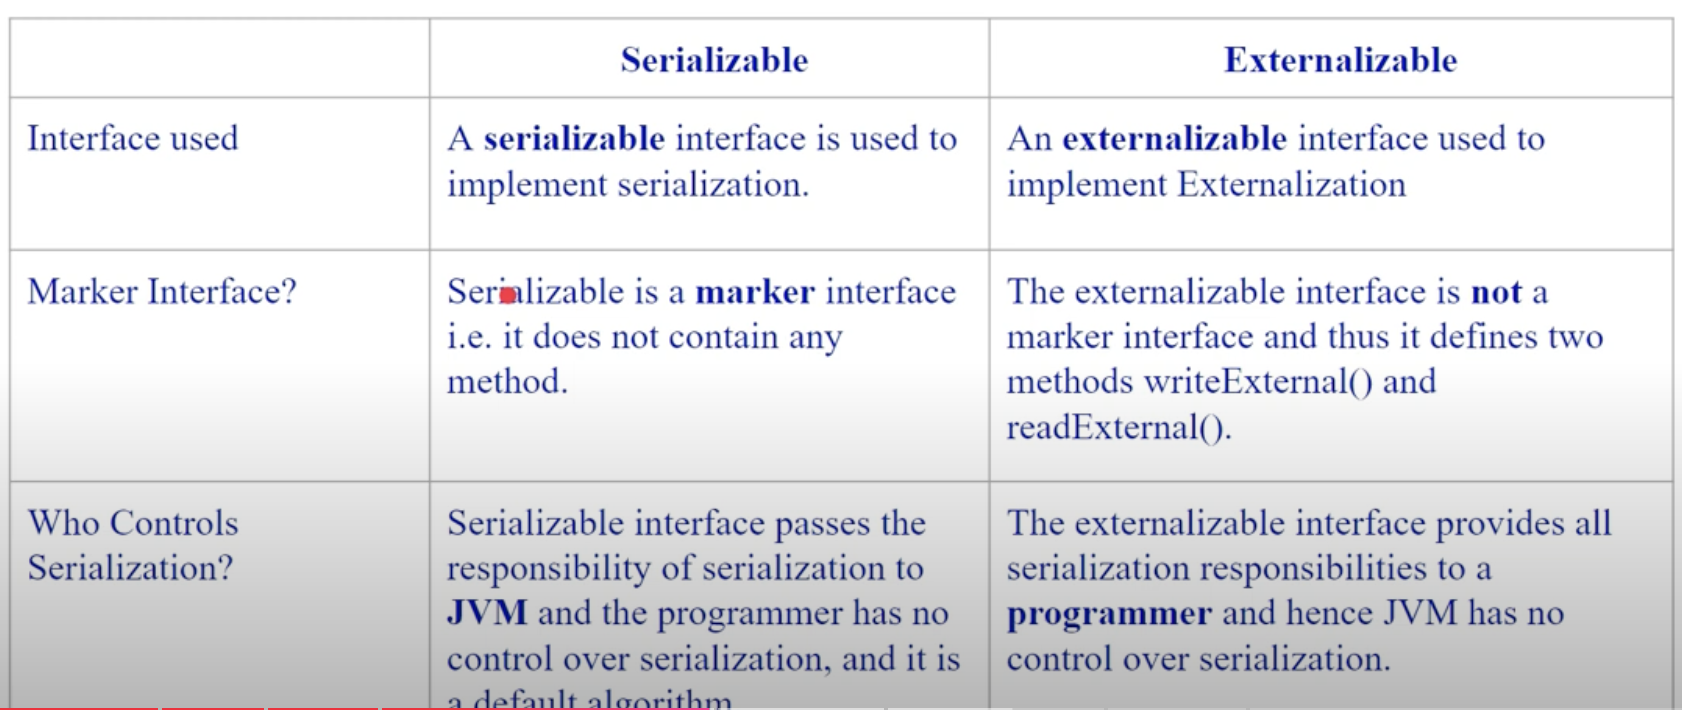 Serializable
Externalizable
Interface used
A serializable interface is used to
implement serialization.
An externalizable interface used to
implement Externalization
Marker Interface?
Serializable is a marker interface
i.e. it does not contain any
method.
The externalizable interface is not a
marker interface and thus it defines two
methods writeExternal() and
readExternal().
Who Controls
Serialization?
Serializable interface passes the
responsibility of serialization to
JVM and the programmer has no
control over serialization, and it is
a default algorithm
The externalizable interface provides all
serialization responsibilities to a
programmer and hence JVM has no
control over serialization.